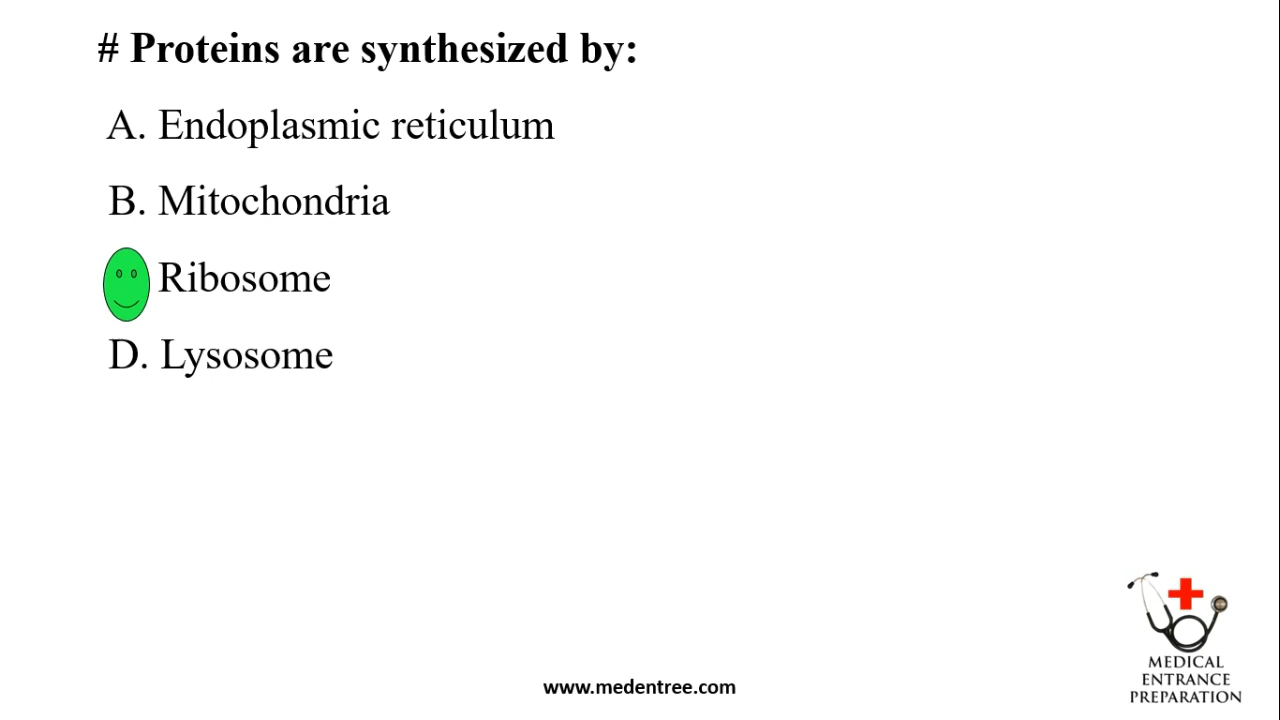 # Proteins are synthesized by:
A. Endoplasmic reticulum
B. Mitochondria
Ribosome
D. Lysosome
MEDICAL
ENTRANCE
PREPARATION
www.medentree.com